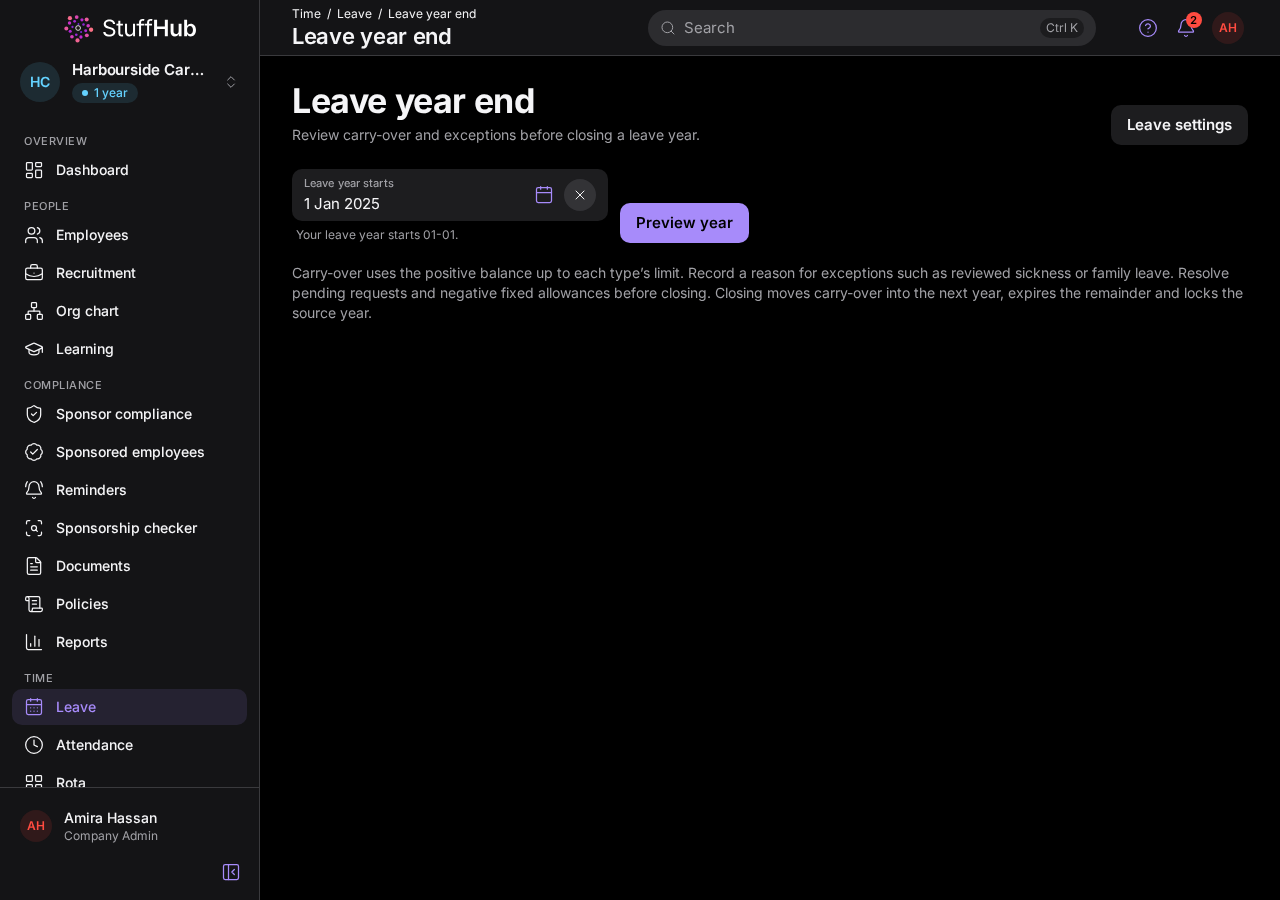 StuffHub
HC
Harbourside Car...
1 year
OVERVIEW
Dashboard
PEOPLE
Employees
Recruitment
Org chart
Learning
COMPLIANCE
Sponsor compliance
Sponsored employees
Reminders
Sponsorship checker
Documents
Policies
Reports
TIME
Leave
Attendance
Rota
AH
Amira Hassan
Company Admin
Time / Leave / Leave year end
Leave year end
Search
Ctrl K
2
AH
Leave year end
Review carry-over and exceptions before closing a leave year.
Leave settings
Leave year starts
1 Jan 2025
Your leave year starts 01-01.
Preview year
Carry-over uses the positive balance up to each type’s limit. Record a reason for exceptions such as reviewed sickness or family leave. Resolve
pending requests and negative fixed allowances before closing. Closing moves carry-over into the next year, expires the remainder and locks the
source year.